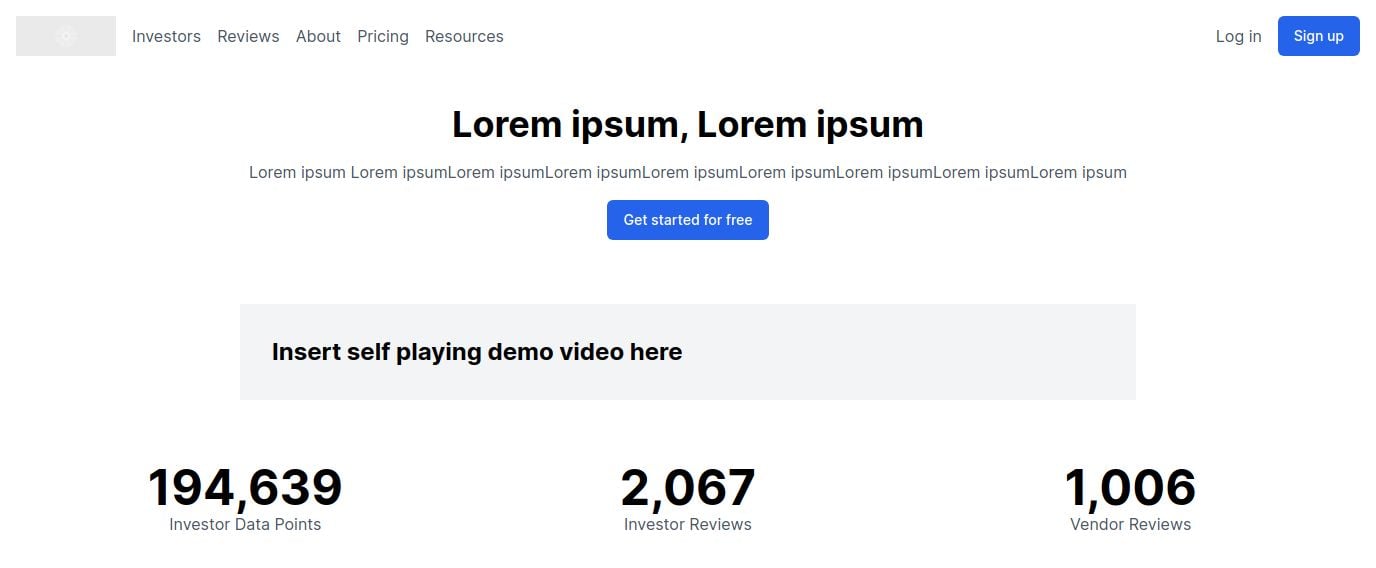 Investors Reviews About Pricing Resources Log in Sign up
Lorem ipsum, Lorem ipsum
Lorem ipsum Lorem ipsumLorem ipsumLorem ipsumLorem ipsumLorem ipsumLorem ipsumLorem ipsumLorem ipsum
Get started for free
Insert self playing demo video here
194,639 2,067 1,006
Investor Data Points Investor Reviews Vendor Reviews